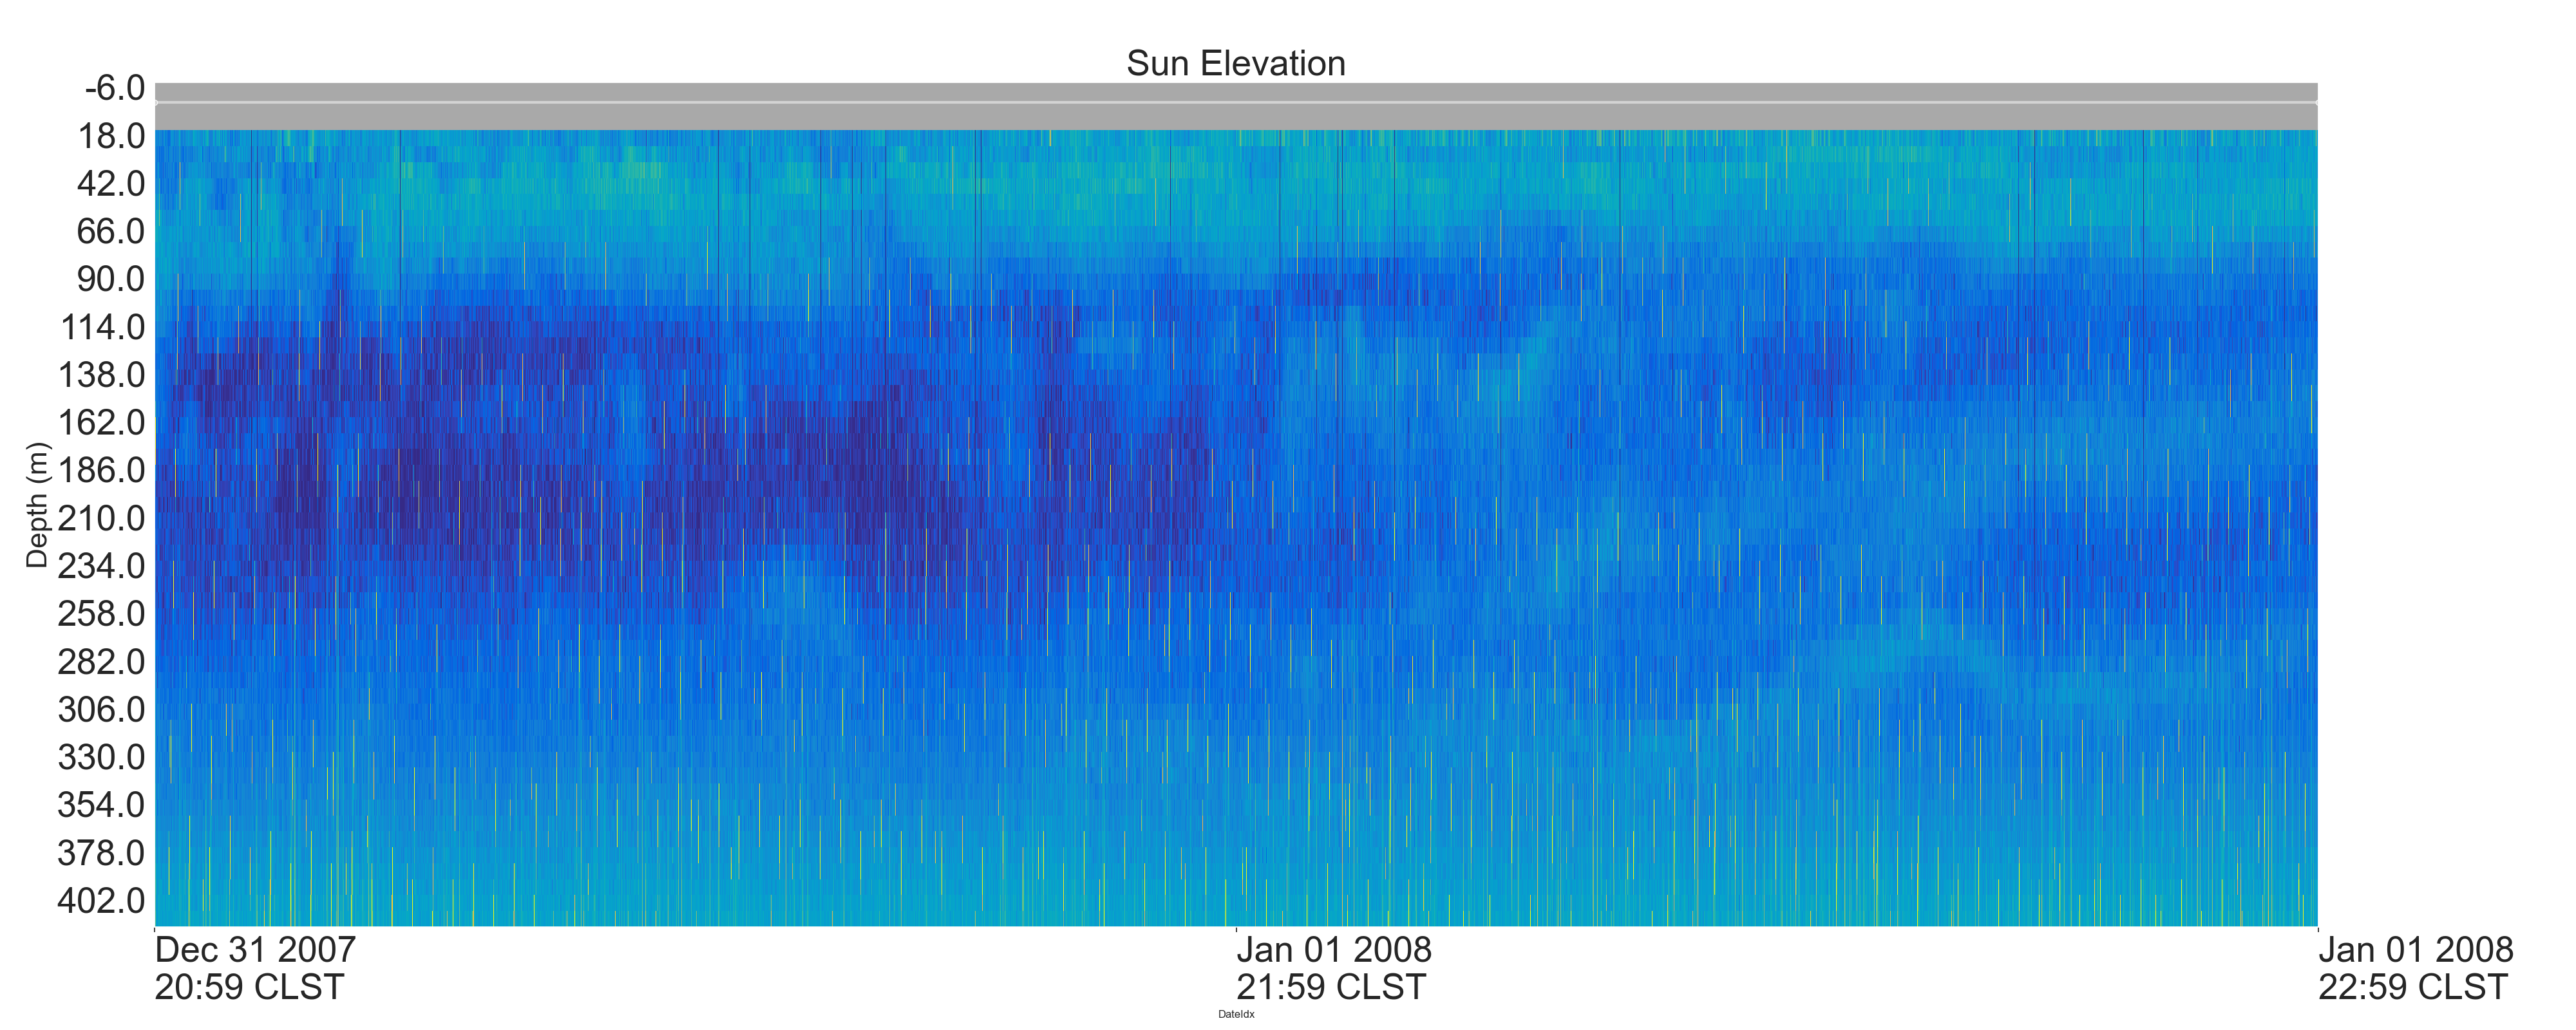 Sun Elevation
-6.0
18.0
42.0
66.0
90.0
114.0
138.0
162.0
186.0
210.0
234.0
258.0
282.0
306.0
330.0
354.0
378.0
402.0
Depth (m)
Dec 31 2007
20:59 CLST
Jan 01 2008
21:59 CLST
Jan 01 2008
22:59 CLST
DateIdx